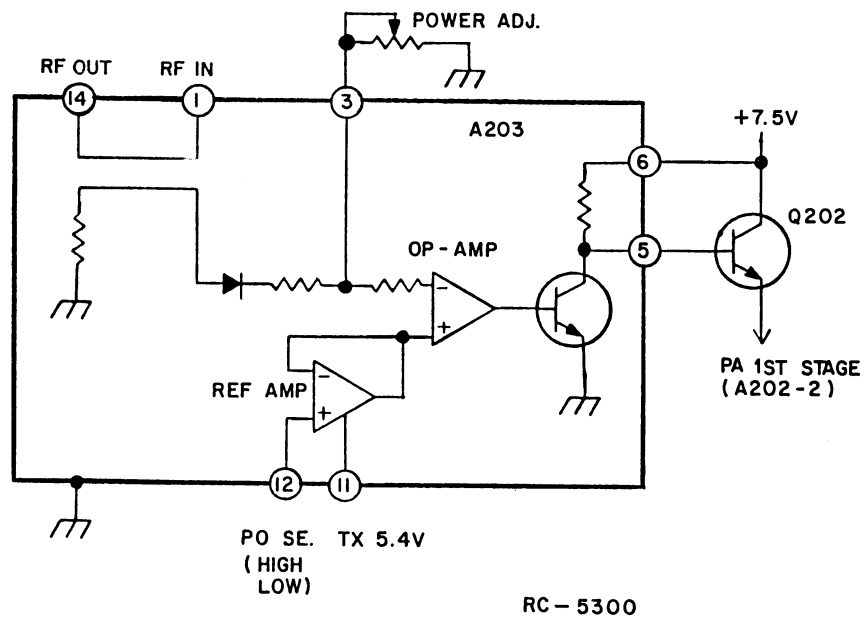 POWER ADJ.
RF OUT
RF IN
14
1
3
A203
+7.5V
6
Q202
OP-AMP
5
-
+
PA 1ST STAGE
(A202-2)
REF AMP
-
+
12
11
PO SE.
TX 5.4V
(HIGH
LOW)
RC-5300